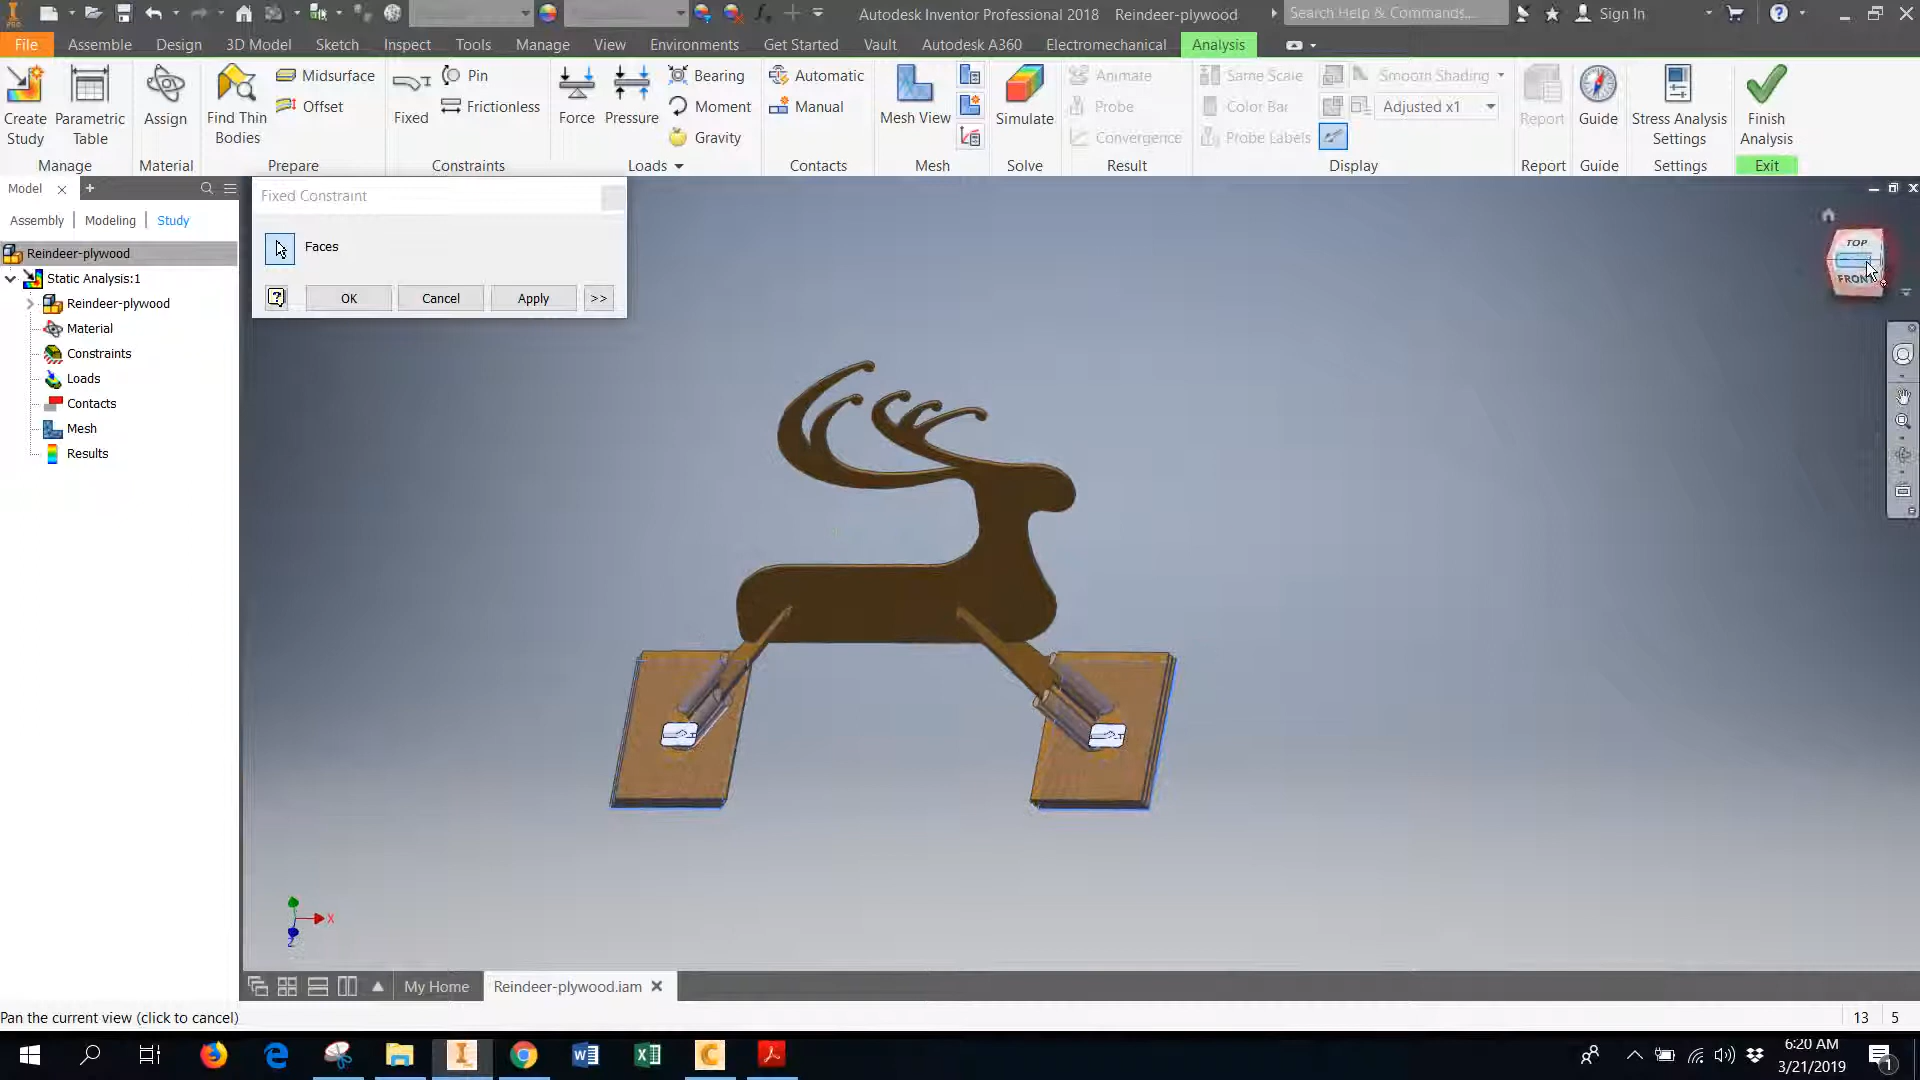 Autodesk Inventor Professional 2018 Reindeer-plywood
Search Help & Commands...
Sign In
File Assembly Design 3D Model Sketch Inspect Tools Manage View Environments Get Started Vault Autodesk A360 Electromechanical Analysis
Create Study
Parametric Table
Manage
Assign
Material
Find Thin Bodies
Midsurface
Offset
Prepare
Fixed
Pin
Frictionless
Constraints
Force
Pressure
Bearing
Moment
Gravity
Loads
Automatic
Manual
Contacts
Mesh View
Mesh
Simulate
Solve
Animate
Probe
Convergence
Result
Same Scale
Color Bar
Probe Labels
Smooth Shading
Adjusted x1
Display
Report
Report
Guide
Guide
Stress Analysis Settings
Settings
Finish Analysis
Exit
Model
Assembly | Modeling | Study
Reindeer-plywood
Static Analysis:1
Reindeer-plywood
Material
Constraints
Loads
Contacts
Mesh
Results
Fixed Constraint
Faces
OK Cancel Apply >>
TOP
FRONT
X
Z
My Home Reindeer-plywood.iam
Pan the current view (click to cancel)
13 5
6:20 AM
3/21/2019
1